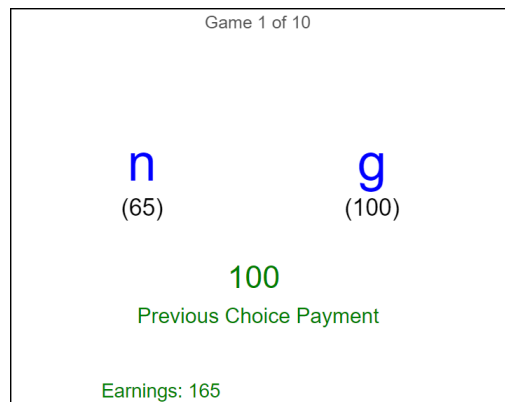 Game 1 of 10
n g
(65) (100)
100
Previous Choice Payment
Earnings: 165